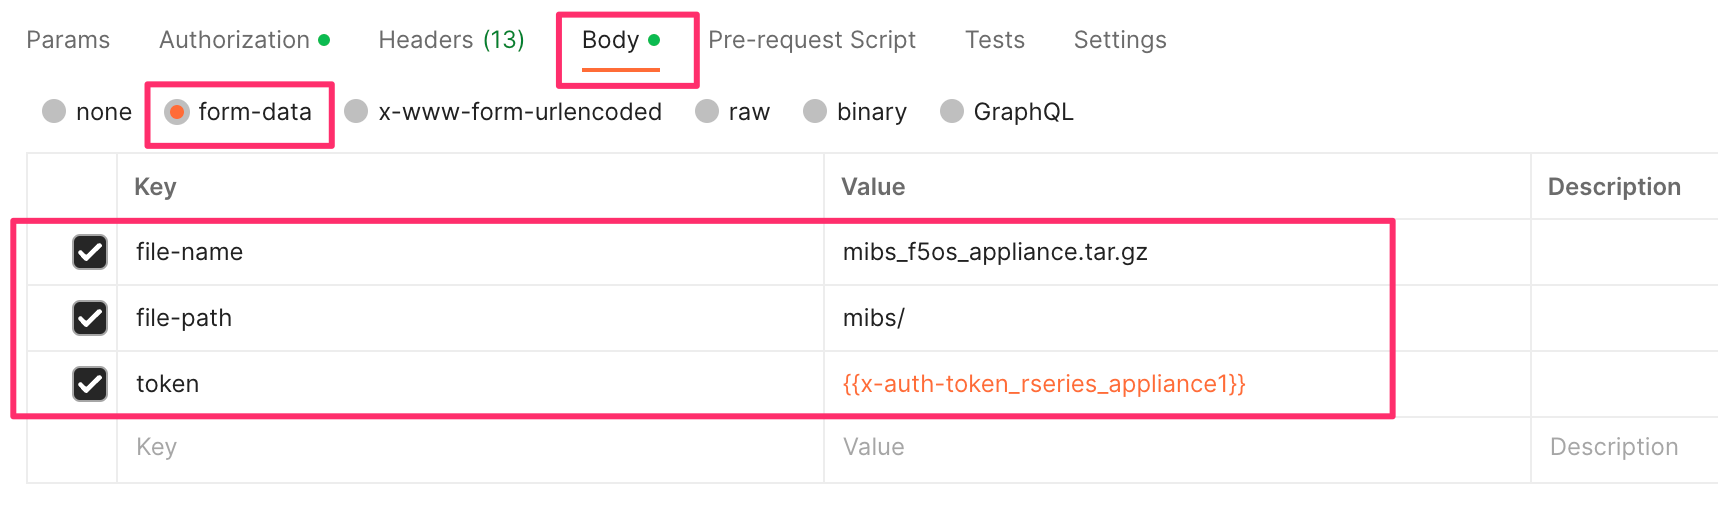 Params Authorization Headers (13) Body Pre-request Script Tests Settings
none form-data x-www-form-urlencoded raw binary GraphQL
Key Value Description
file-name mibs_f5os_appliance.tar.gz
file-path mibs/
token {{x-auth-token_rseries_appliance1}}
Key Value Description